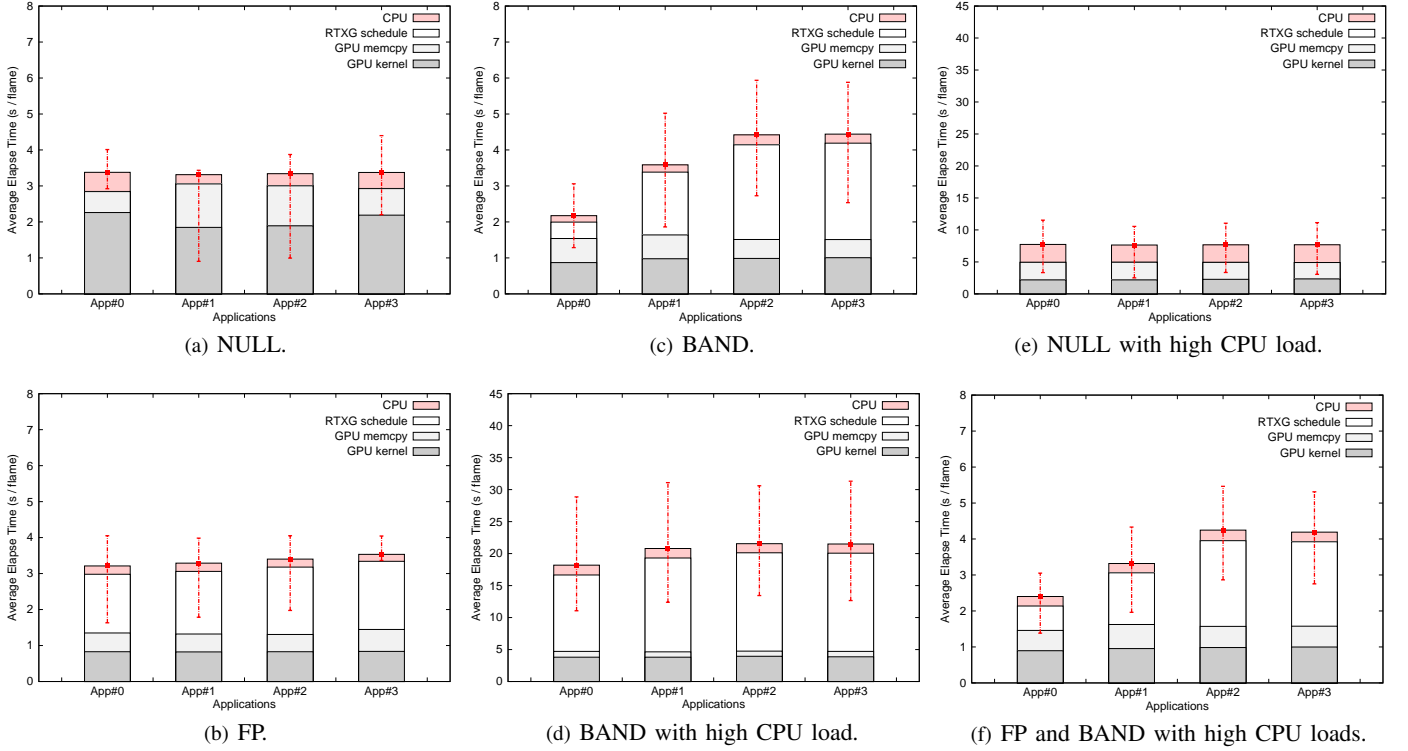 8
7
6
5
4
3
2
1
0
Average Elapse Time (s / flame)
CPU
RTXG schedule
GPU memcpy
GPU kernel
App#0 App#1 App#2 App#3
Applications
(a) NULL.
8
7
6
5
4
3
2
1
0
Average Elapse Time (s / flame)
CPU
RTXG schedule
GPU memcpy
GPU kernel
App#0 App#1 App#2 App#3
Applications
(c) BAND.
45
40
35
30
25
20
15
10
5
0
Average Elapse Time (s / flame)
CPU
RTXG schedule
GPU memcpy
GPU kernel
App#0 App#1 App#2 App#3
Applications
(e) NULL with high CPU load.
8
7
6
5
4
3
2
1
0
Average Elapse Time (s / flame)
CPU
RTXG schedule
GPU memcpy
GPU kernel
App#0 App#1 App#2 App#3
Applications
(b) FP.
45
40
35
30
25
20
15
10
5
0
Average Elapse Time (s / flame)
CPU
RTXG schedule
GPU memcpy
GPU kernel
App#0 App#1 App#2 App#3
Applications
(d) BAND with high CPU load.
8
7
6
5
4
3
2
1
0
Average Elapse Time (s / flame)
CPU
RTXG schedule
GPU memcpy
GPU kernel
App#0 App#1 App#2 App#3
Applications
(f) FP and BAND with high CPU loads.